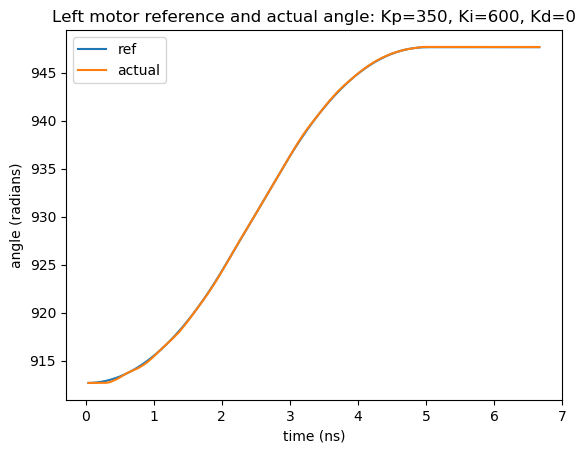 Left motor reference and actual angle: Kp=350, Ki=600, Kd=0
ref
actual
945
940
935
930
925
920
915
angle (radians)
0 1 2 3 4 5 6 7
time (ns)